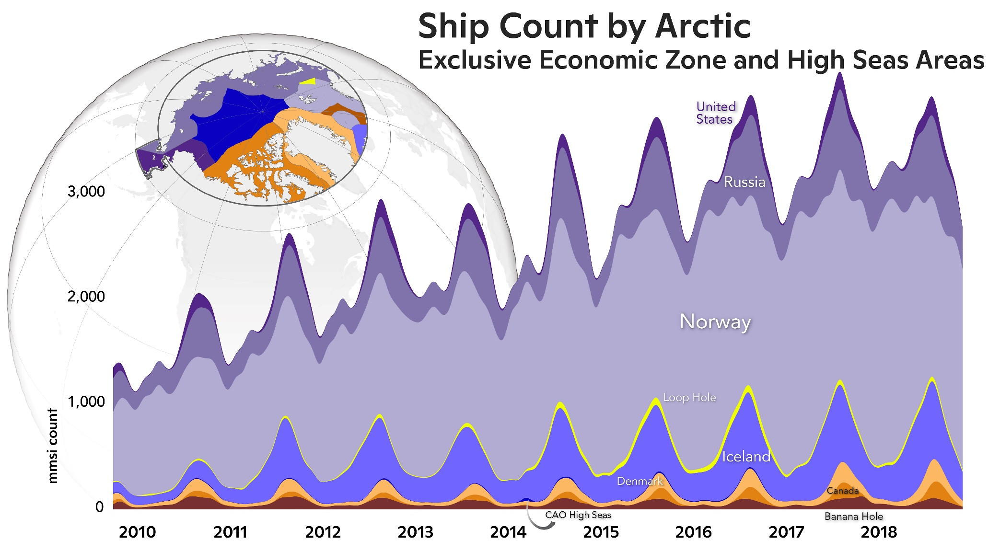 Ship Count by Arctic
Exclusive Economic Zone and High Seas Areas
United
States
Russia
Norway
Loop Hole
Iceland
Denmark
Canada
3,000
2,000
1,000
0
mmsi count
CAO High Seas
Banana Hole
2010 2011 2012 2013 2014 2015 2016 2017 2018